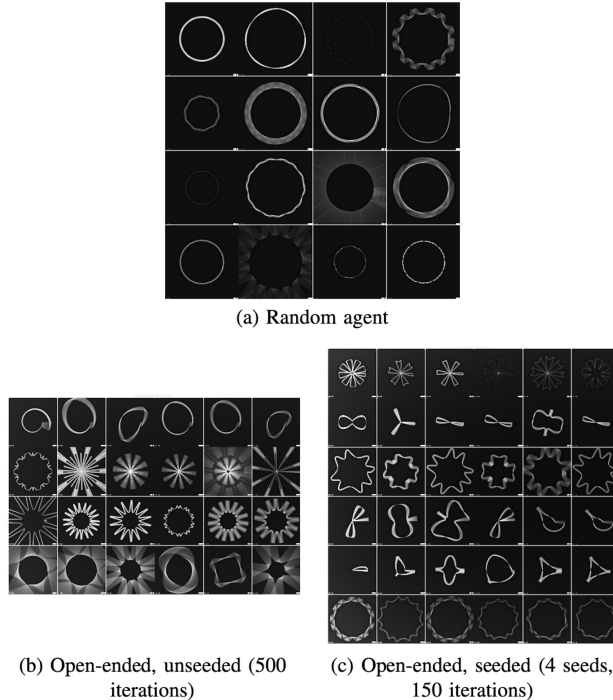 (a) Random agent
(b) Open-ended, unseeded (500
iterations)
(c) Open-ended, seeded (4 seeds,
150 iterations)